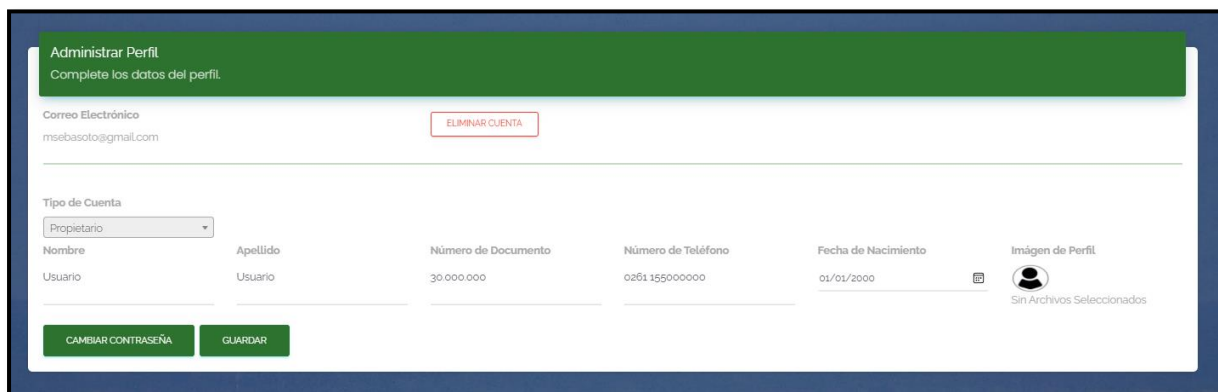 Administrar Perfil
Complete los datos del perfil.
Correo Electrónico
ELIMINAR CUENTA
msebasoto@gmail.com
Tipo de Cuenta
Propietario
Nombre Apellido Número de Documento Número de Teléfono Fecha de Nacimiento Imágen de Perfil
Usuario Usuario 30.000.000 0261 155000000 01/01/2000
Sin Archivos Seleccionados
CAMBIAR CONTRASEÑA GUARDAR